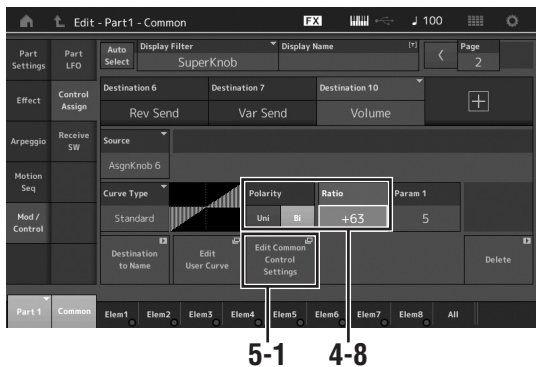 Edit - Part1 - Common
FX
100
Part Settings
Part LFO
Auto Select
Display Filter
SuperKnob
Display Name
Page
2
Effect
Control Assign
Destination 6
Rev Send
Destination 7
Var Send
Destination 10
Volume
Arpeggio
Receive SW
Source
AsgnKnob 6
Motion Seq
Curve Type
Standard
Polarity
Uni
Bi
Ratio
+63
Param 1
5
Mod / Control
Destination to Name
Edit User Curve
Edit Common Control Settings
Delete
Part 1
Common
Elem1
Elem2
Elem3
Elem4
Elem5
Elem6
Elem7
Elem8
All
5-1
4-8